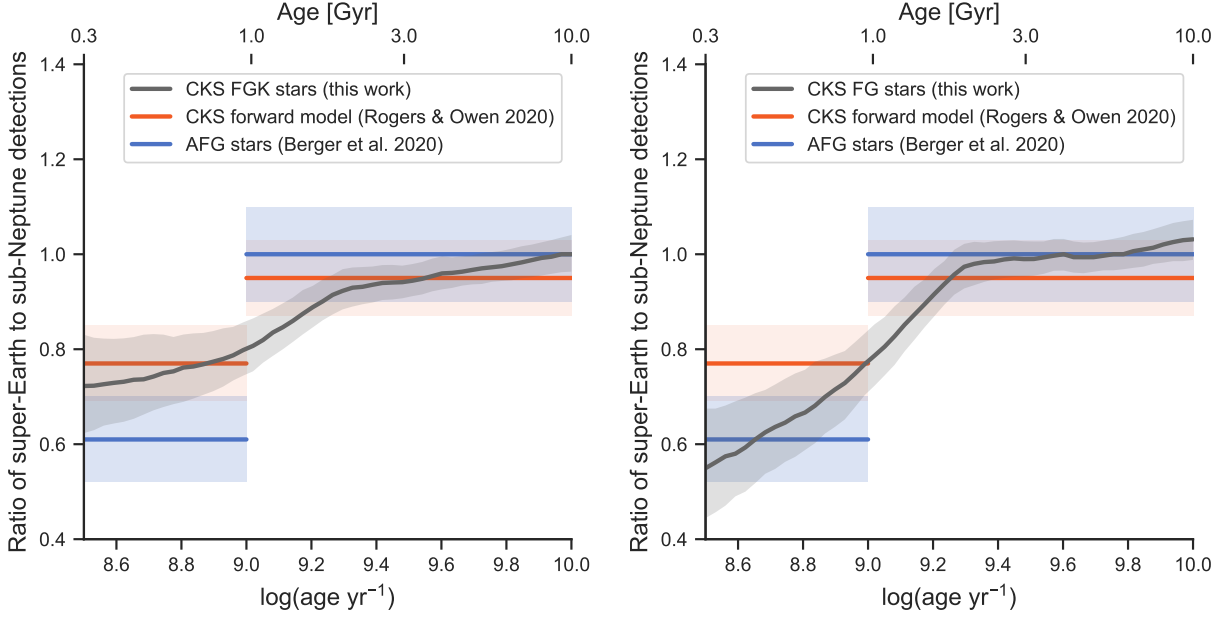 Age [Gyr]
0.3 1.0 3.0 10.0
1.4
1.2
1.0
0.8
0.6
0.4
Ratio of super-Earth to sub-Neptune detections
CKS FGK stars (this work)
CKS forward model (Rogers & Owen 2020)
AFG stars (Berger et al. 2020)
8.6 8.8 9.0 9.2 9.4 9.6 9.8 10.0
log(age yr⁻¹)
Age [Gyr]
0.3 1.0 3.0 10.0
1.4
1.2
1.0
0.8
0.6
0.4
Ratio of super-Earth to sub-Neptune detections
CKS FG stars (this work)
CKS forward model (Rogers & Owen 2020)
AFG stars (Berger et al. 2020)
8.6 8.8 9.0 9.2 9.4 9.6 9.8 10.0
log(age yr⁻¹)